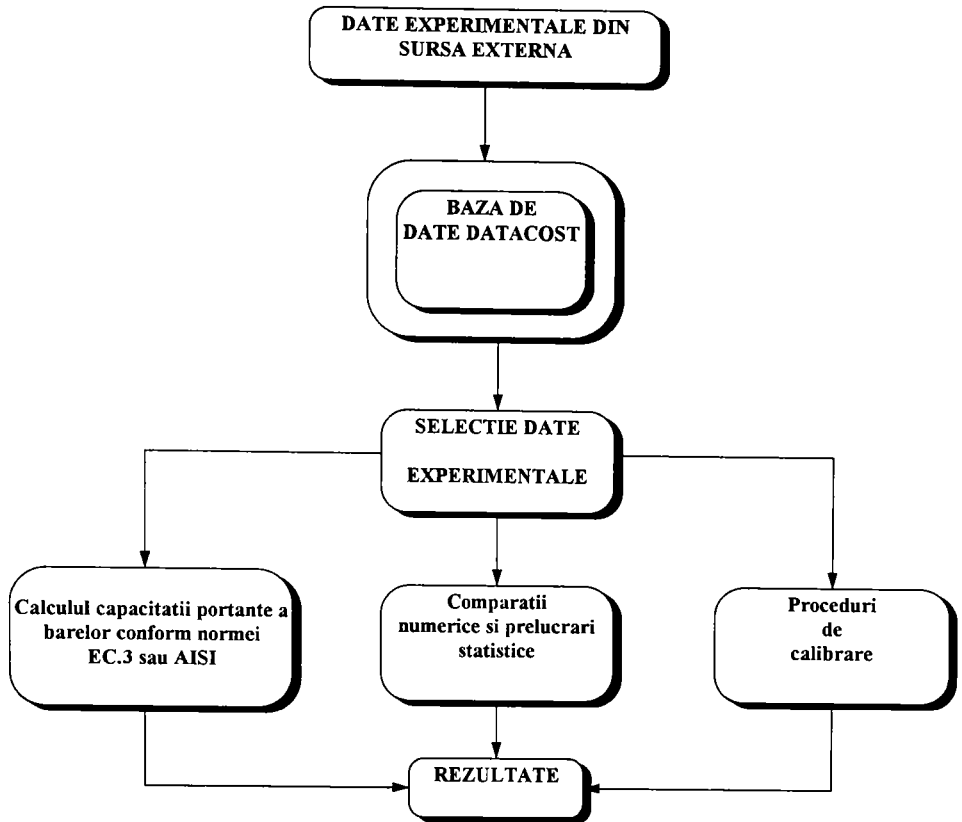 DATE EXPERIMENTALE DIN
SURSA EXTERNA
BAZA DE
DATE DATACOST
SELECTIE DATE
EXPERIMENTALE
Calculul capacitatii portante a
barelor conform normei
EC.3 sau AISI
Comparatii
numerice si prelucrari
statistice
Proceduri
de
calibrare
REZULTATE